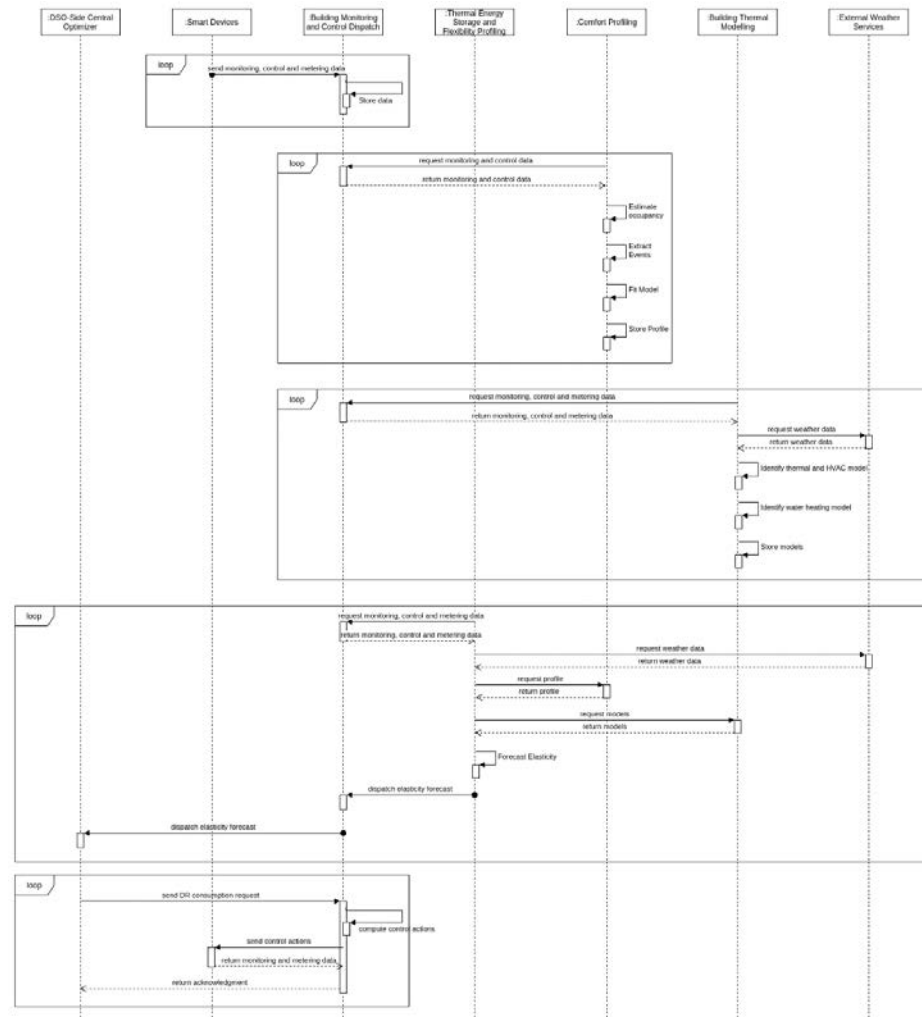 :DSO-Side Central
Optimizer
:Smart Devices
:Building Monitoring
and Control Dispatch
:Thermal Energy
Storage and
Flexibility Profiling
:Comfort Profiling
:Building Thermal
Modelling
:External Weather
Services
loop
send monitoring, control and metering data
Store data
loop
request monitoring and control data
return monitoring and control data
Estimate
occupancy
Extract
Events
Fit Model
Store Profile
loop
request monitoring, control and metering data
return monitoring, control and metering data
request weather data
return weather data
Identify thermal and HVAC model
Identify water heating model
Store models
loop
request monitoring, control and metering data
return monitoring, control and metering data
request weather data
return weather data
request profile
return profile
request models
return models
Forecast Elasticity
dispatch elasticity forecast
dispatch elasticity forecast
loop
send DR consumption request
compute control actions
send control actions
return monitoring and metering data
return acknowledgment